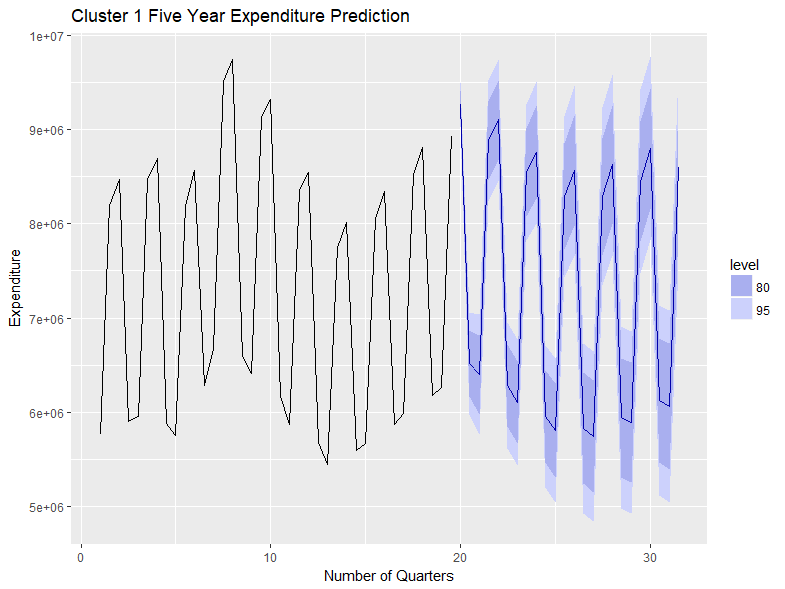 Cluster 1 Five Year Expenditure Prediction
1e+07
9e+06
8e+06
7e+06
6e+06
5e+06
Expenditure
0
10
20
30
Number of Quarters
level
80
95